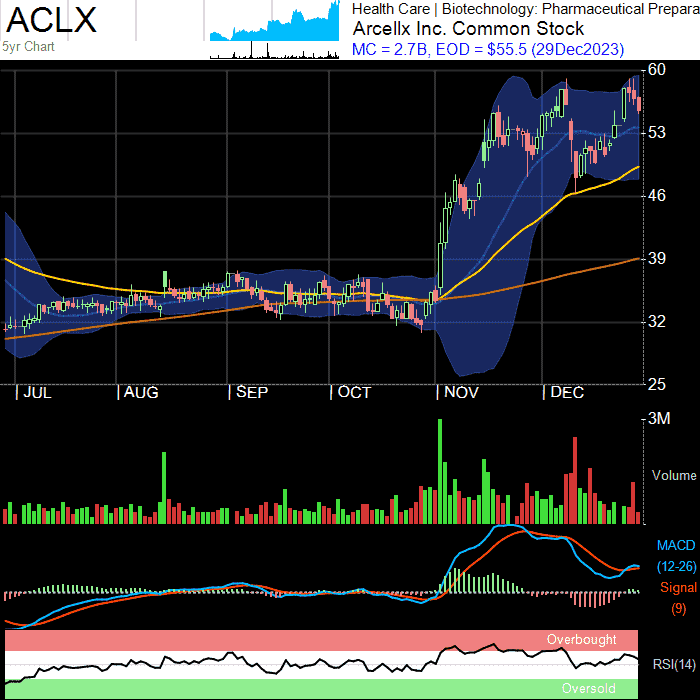 ACLX
5yr Chart
Health Care | Biotechnology: Pharmaceutical Prepara
Arcellx Inc. Common Stock
MC = 2.7B, EOD = $55.5 (29Dec2023)
60
53
46
39
32
25
| JUL | AUG | SEP | OCT | NOV | DEC
3M
Volume
MACD
(12-26)
Signal
(9)
Overbought
RSI(14)
Oversold